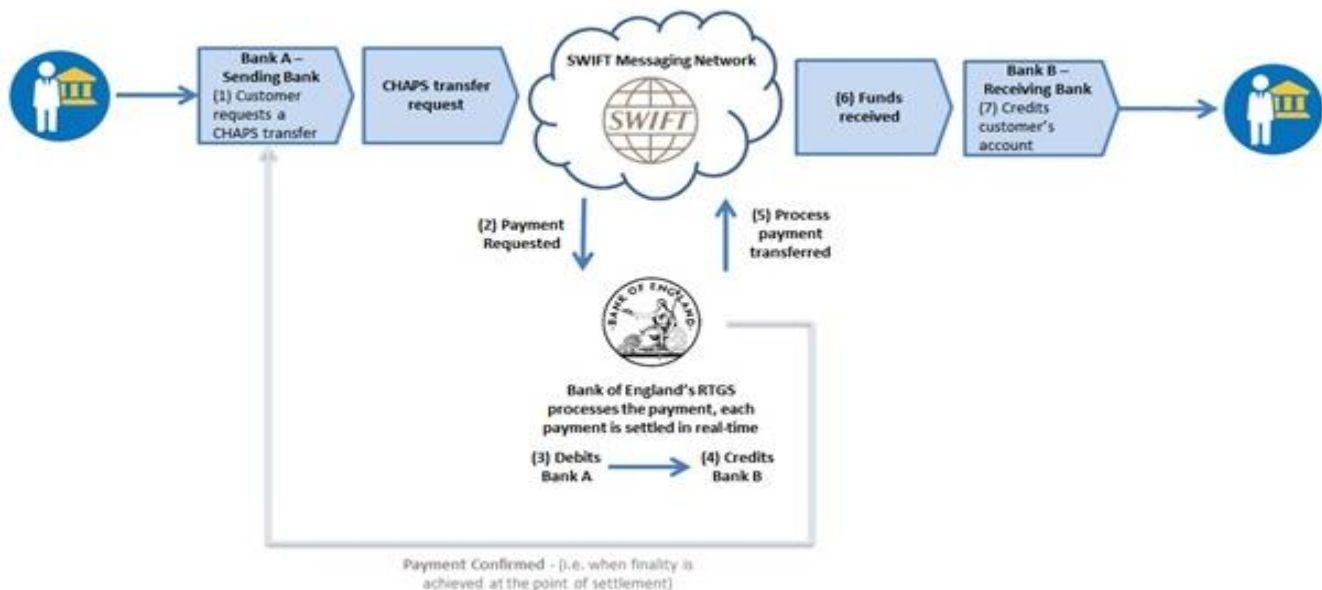 Bank A –
Sending Bank
(1) Customer
requests a
CHAPS transfer
CHAPS transfer
request
SWIFT Messaging Network
SWIFT
(6) Funds
received
Bank B –
Receiving Bank
(7) Credits
customer's
account
(2) Payment
Requested
(5) Process
payment
transferred
BANK OF ENGLAND
Bank of England's RTGS
processes the payment, each
payment is settled in real-time
(3) Debits
Bank A
(4) Credits
Bank B
Payment Confirmed - (i.e. when finality is
achieved at the point of settlement)